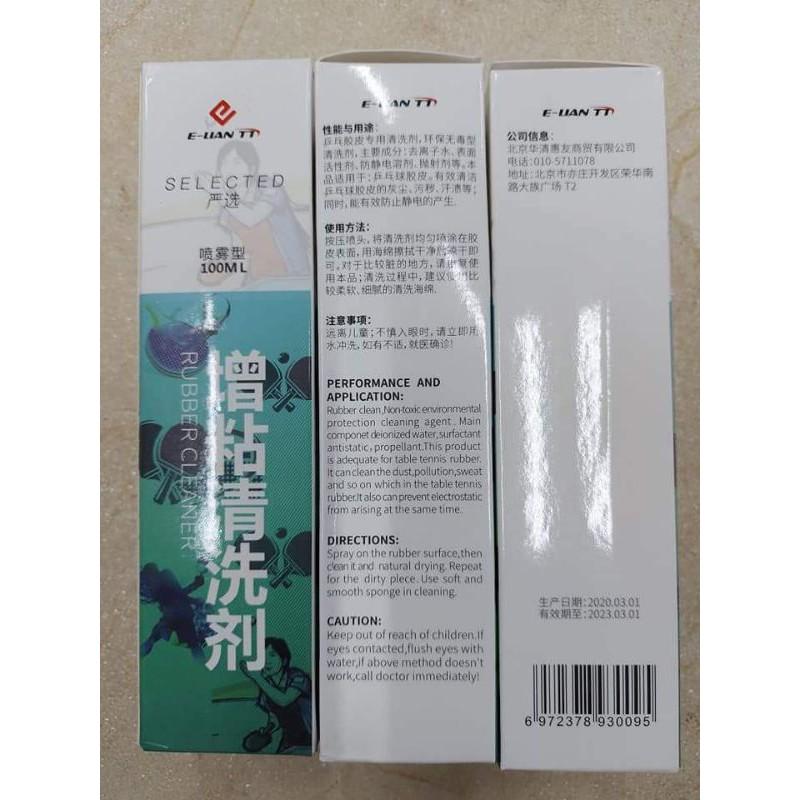 E-LIAN TT
SELECTED
严选
喷雾型
100ML
增粘清洗剂
RUBBER CLEANER
E-LIAN TT
性能与用途:
乒乓胶皮专用清洗剂,环保无毒型
清洗剂,主要成分:去离子水、表面
活性剂、防静电溶剂、抛射剂等。本
品适用于:乒乓球胶皮。有效清洁
乒乓球胶皮的灰尘、污秽、汗渍等;
同时,能有效防止静电的产生.
使用方法:
按压喷头,将清洗剂均匀喷涂在胶
皮表面,用海绵擦拭干净后晾干即
可。对于比较脏的地方,请重复使
用本品;清洗过程中,建议使用比
较柔软、细腻的清洗海绵.
注意事项:
远离儿童;不慎入眼时,请立即用
水冲洗,如有不适,就医确诊!
PERFORMANCE AND
APPLICATION:
Rubber clean,Non-toxic environmental
protection cleaning agent. Main
componet deionized water,surfactant
antistatic, propellant.This product
is adequate for table tennis rubber.
It can clean the dust,pollution,sweat
and so on which in the table tennis
rubber.It also can prevent electrostatic
from arising at the same time.
DIRECTIONS:
Spray on the rubber surface,then
clean it and natural drying. Repeat
for the dirty piece. Use soft and
smooth sponge in cleaning.
CAUTION:
Keep out of reach of children.If
eyes contacted,flush eyes with
water,if above method doesn't
work,call doctor immediately!
E-LIAN TT
公司信息:
北京华清惠友商贸有限公司
电话:010-5711078
地址:北京市亦庄开发区荣华南
路大族广场 T2
生产日期:2020.03.01
有效期至:2023.03.01
6 972378 930095